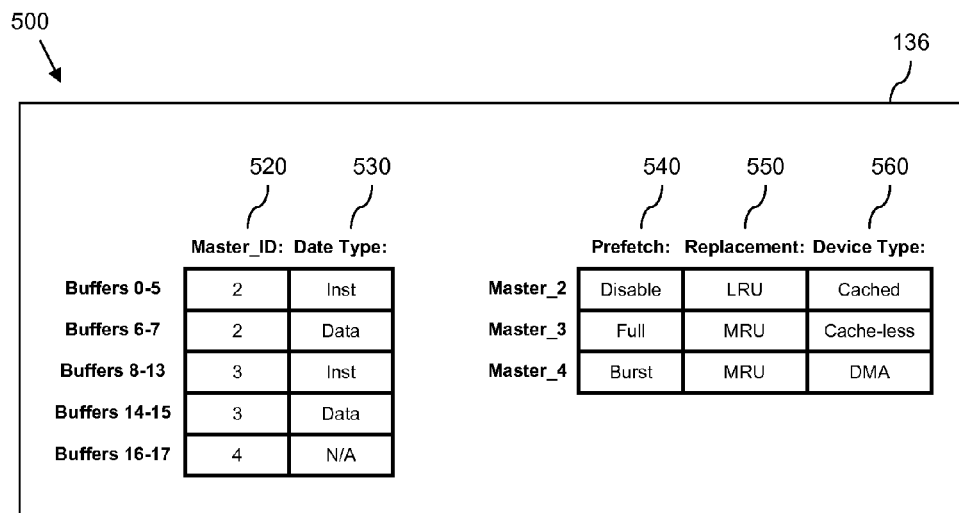 500
136
520 530 540 550 560
Master_ID: Date Type: Prefetch: Replacement: Device Type:
Buffers 0-5 2 Inst Master_2 Disable LRU Cached
Buffers 6-7 2 Data Master_3 Full MRU Cache-less
Buffers 8-13 3 Inst Master_4 Burst MRU DMA
Buffers 14-15 3 Data
Buffers 16-17 4 N/A